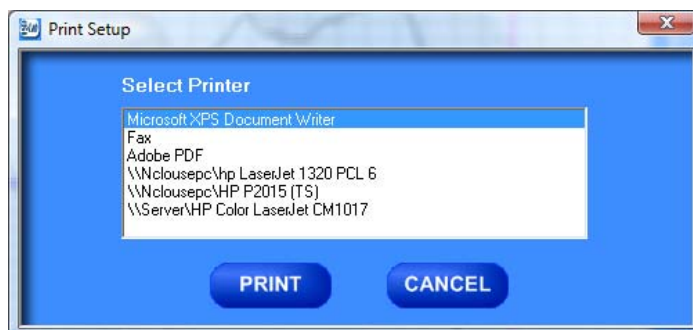 Print Setup
Select Printer
Microsoft XPS Document Writer
Fax
Adobe PDF
\\Nclousepc\hp LaserJet 1320 PCL 6
\\Nclousepc\HP P2015 (TS)
\\Server\HP Color LaserJet CM1017
PRINT CANCEL